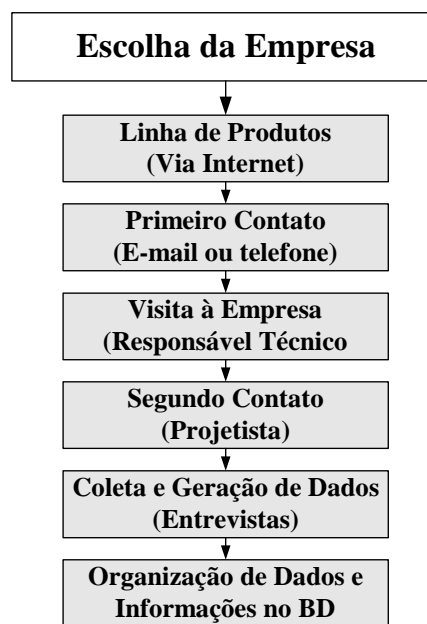 Escolha da Empresa
Linha de Produtos
(Via Internet)
Primeiro Contato
(E-mail ou telefone)
Visita à Empresa
(Responsável Técnico
Segundo Contato
(Projetista)
Coleta e Geração de Dados
(Entrevistas)
Organização de Dados e
Informações no BD